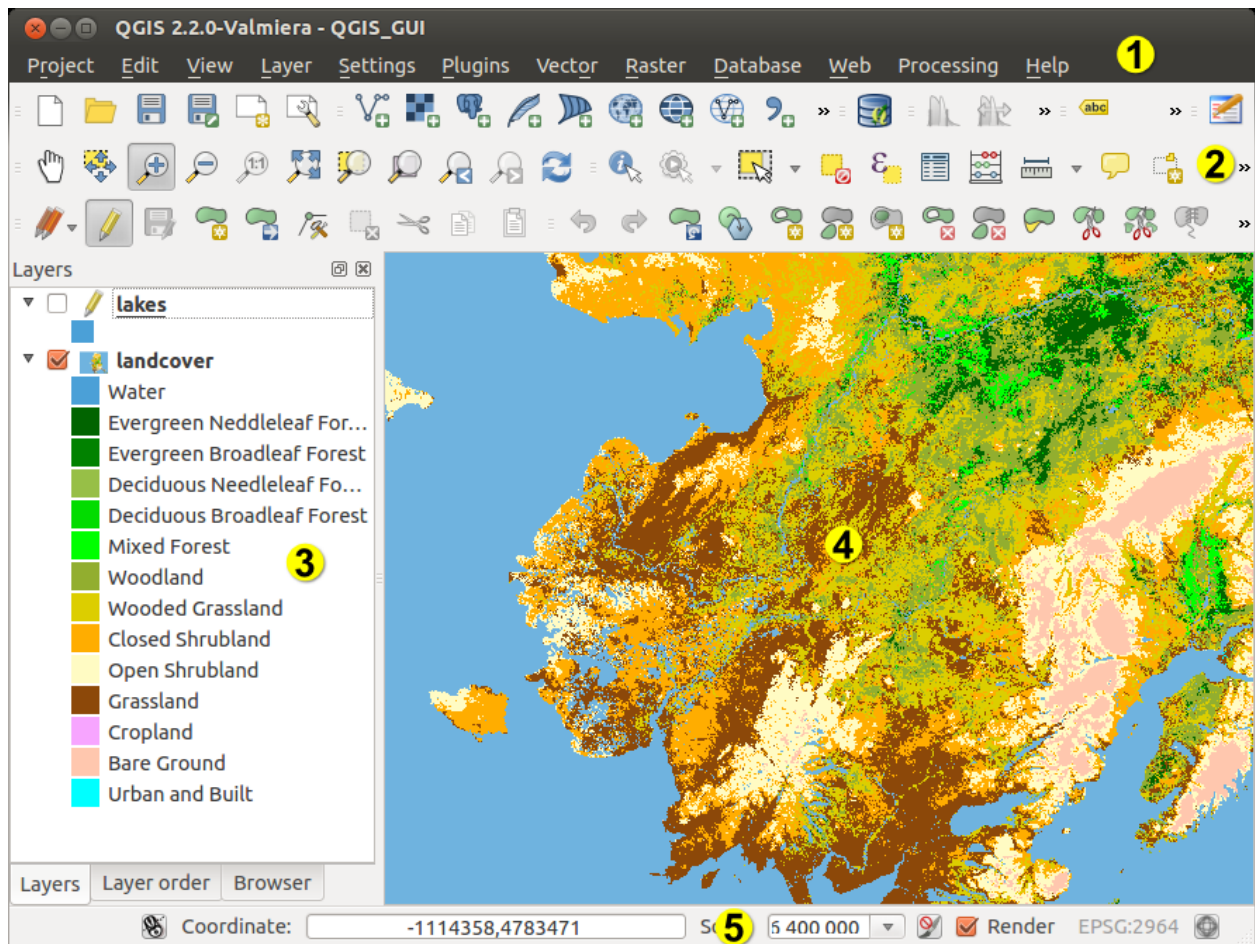 QGIS 2.2.0-Valmiera - QGIS_GUI
Project Edit View Layer Settings Plugins Vector Raster Database Web Processing Help 1
abc
1:1 ε 2
Layers
lakes
landcover
Water
Evergreen Neddleleaf For...
Evergreen Broadleaf Forest
Deciduous Needleleaf Fo...
Deciduous Broadleaf Forest
Mixed Forest
3
Woodland
Wooded Grassland
Closed Shrubland
Open Shrubland
Grassland
Cropland
Bare Ground
Urban and Built
4
Layers Layer order Browser
Coordinate: -1114358,4783471 5 400 000 Render EPSG:2964